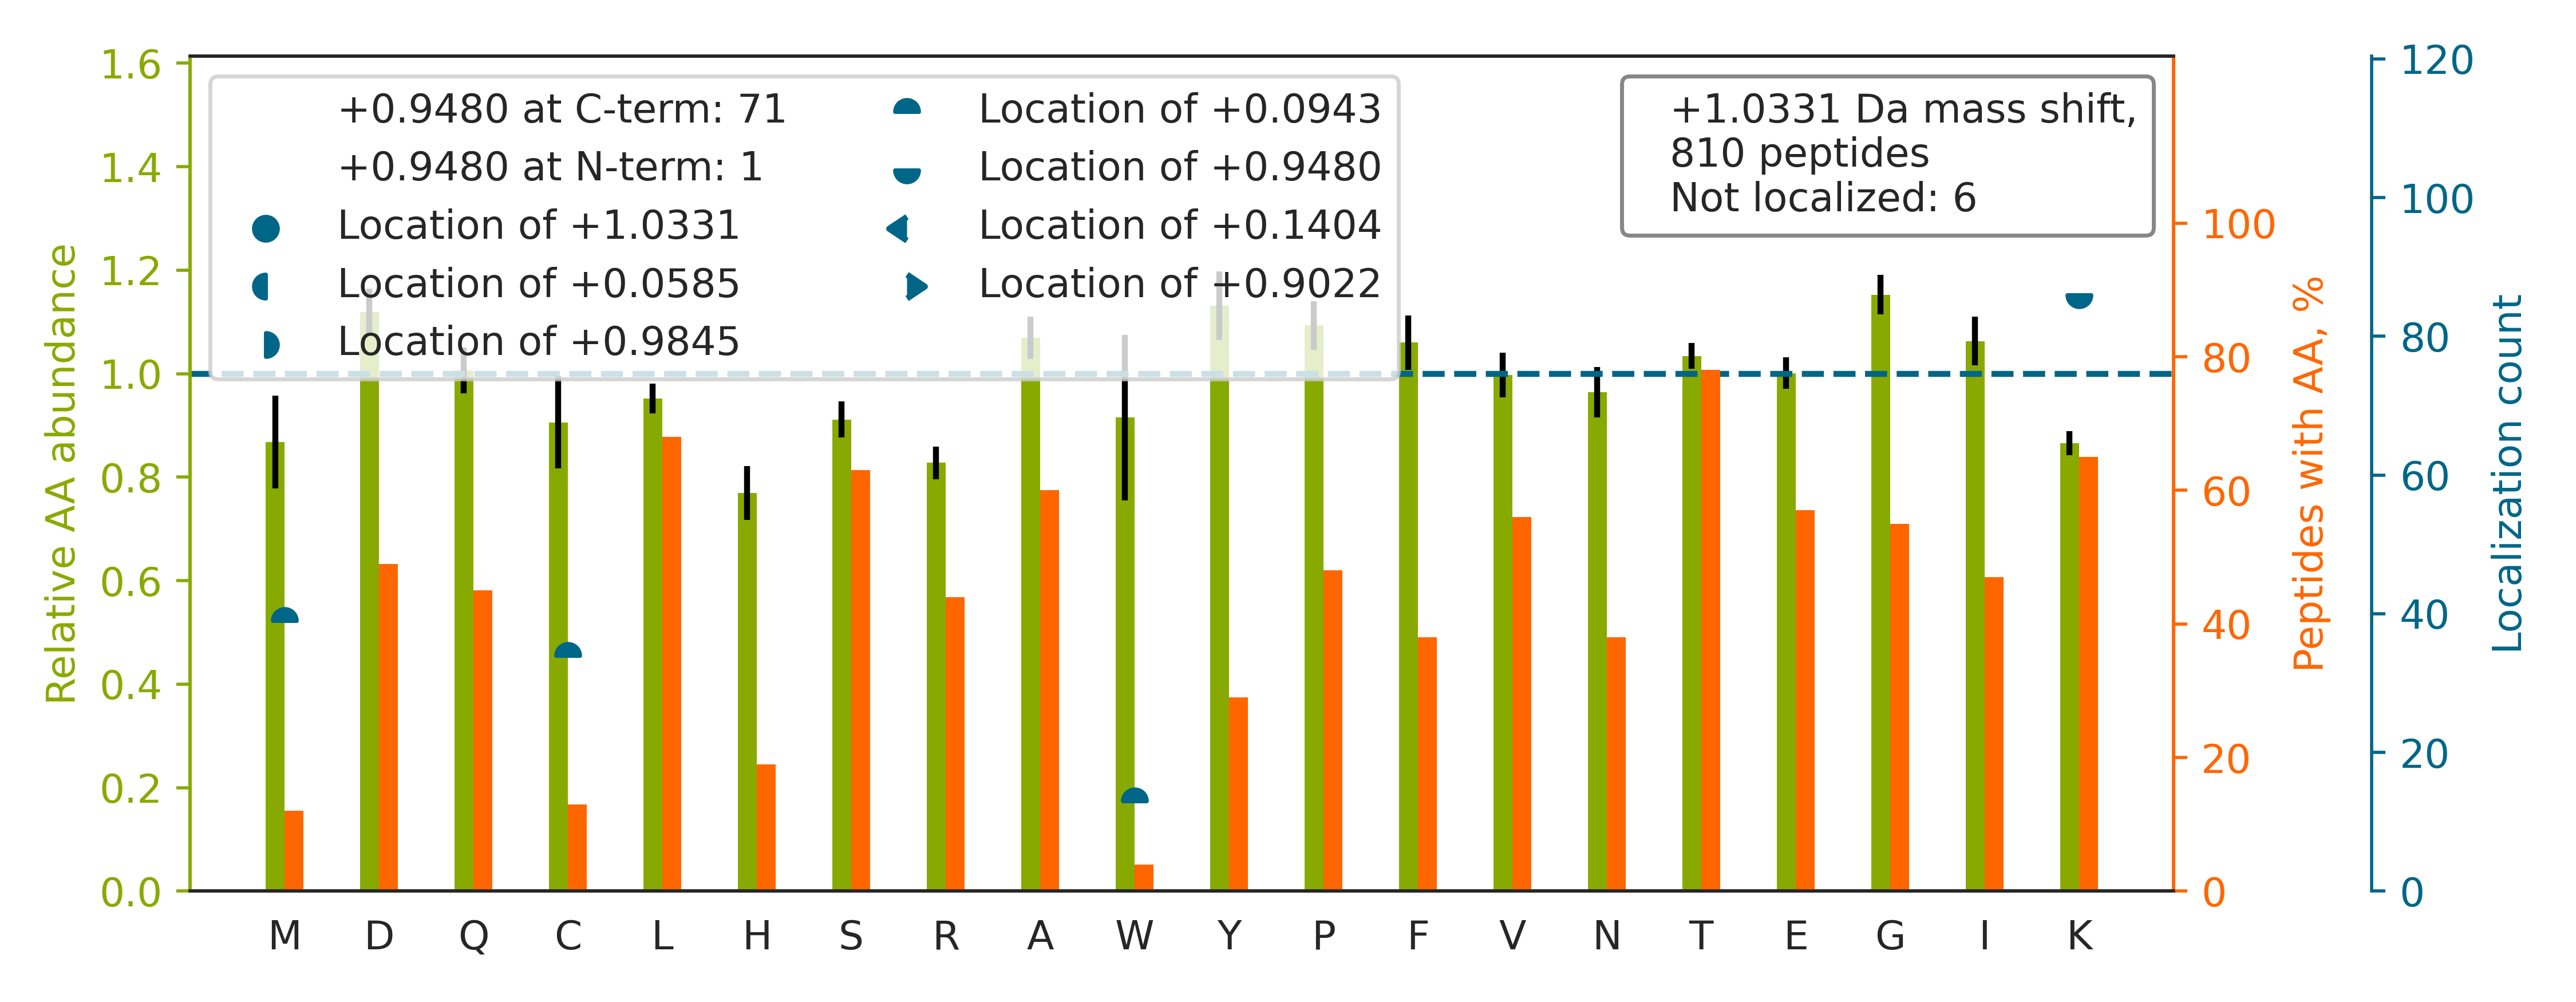 1.6
1.4
1.2
1.0
0.8
0.6
0.4
0.2
0.0
Relative AA abundance
+0.9480 at C-term: 71
+0.9480 at N-term: 1
Location of +1.0331
Location of +0.0585
Location of +0.9845
Location of +0.0943
Location of +0.9480
Location of +0.1404
Location of +0.9022
+1.0331 Da mass shift,
810 peptides
Not localized: 6
100
80
60
40
20
0
Peptides with AA, %
120
100
80
60
40
20
0
Localization count
M D Q C L H S R A W Y P F V N T E G I K